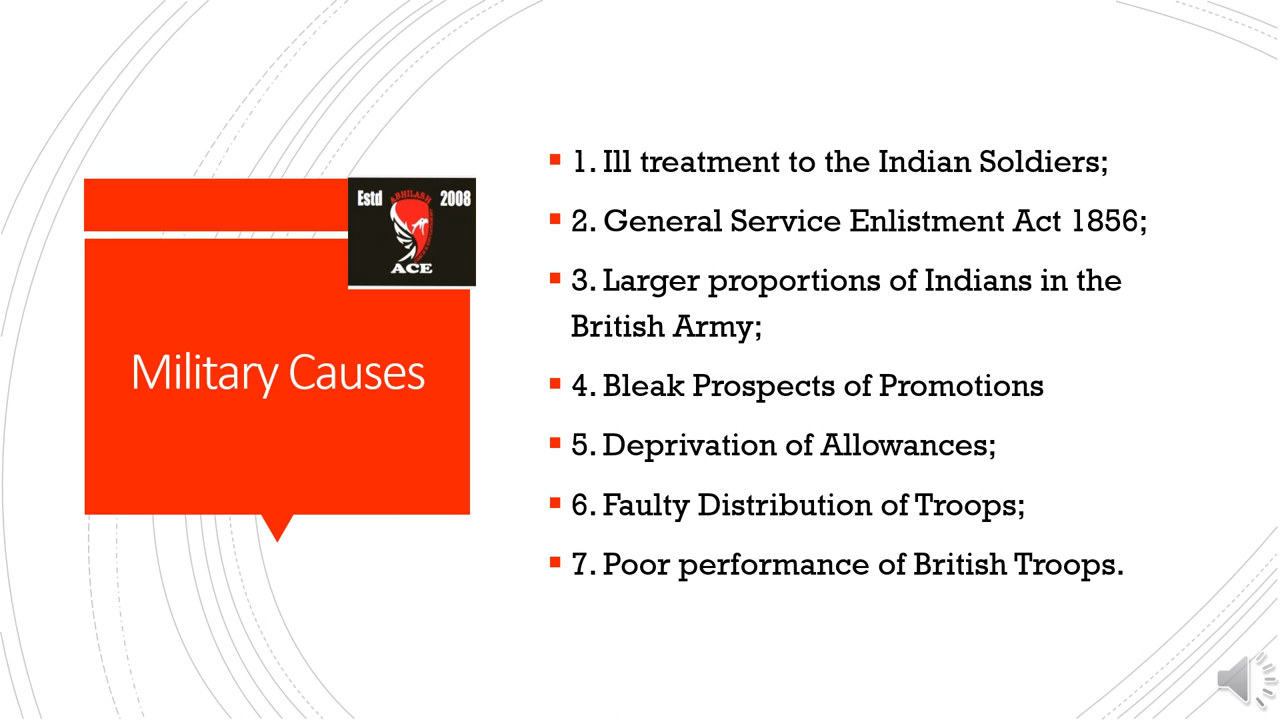 Estd 2008
ABHILASH
ACE
Military Causes
1. Ill treatment to the Indian Soldiers;
2. General Service Enlistment Act 1856;
3. Larger proportions of Indians in the
British Army;
4. Bleak Prospects of Promotions
5. Deprivation of Allowances;
6. Faulty Distribution of Troops;
7. Poor performance of British Troops.